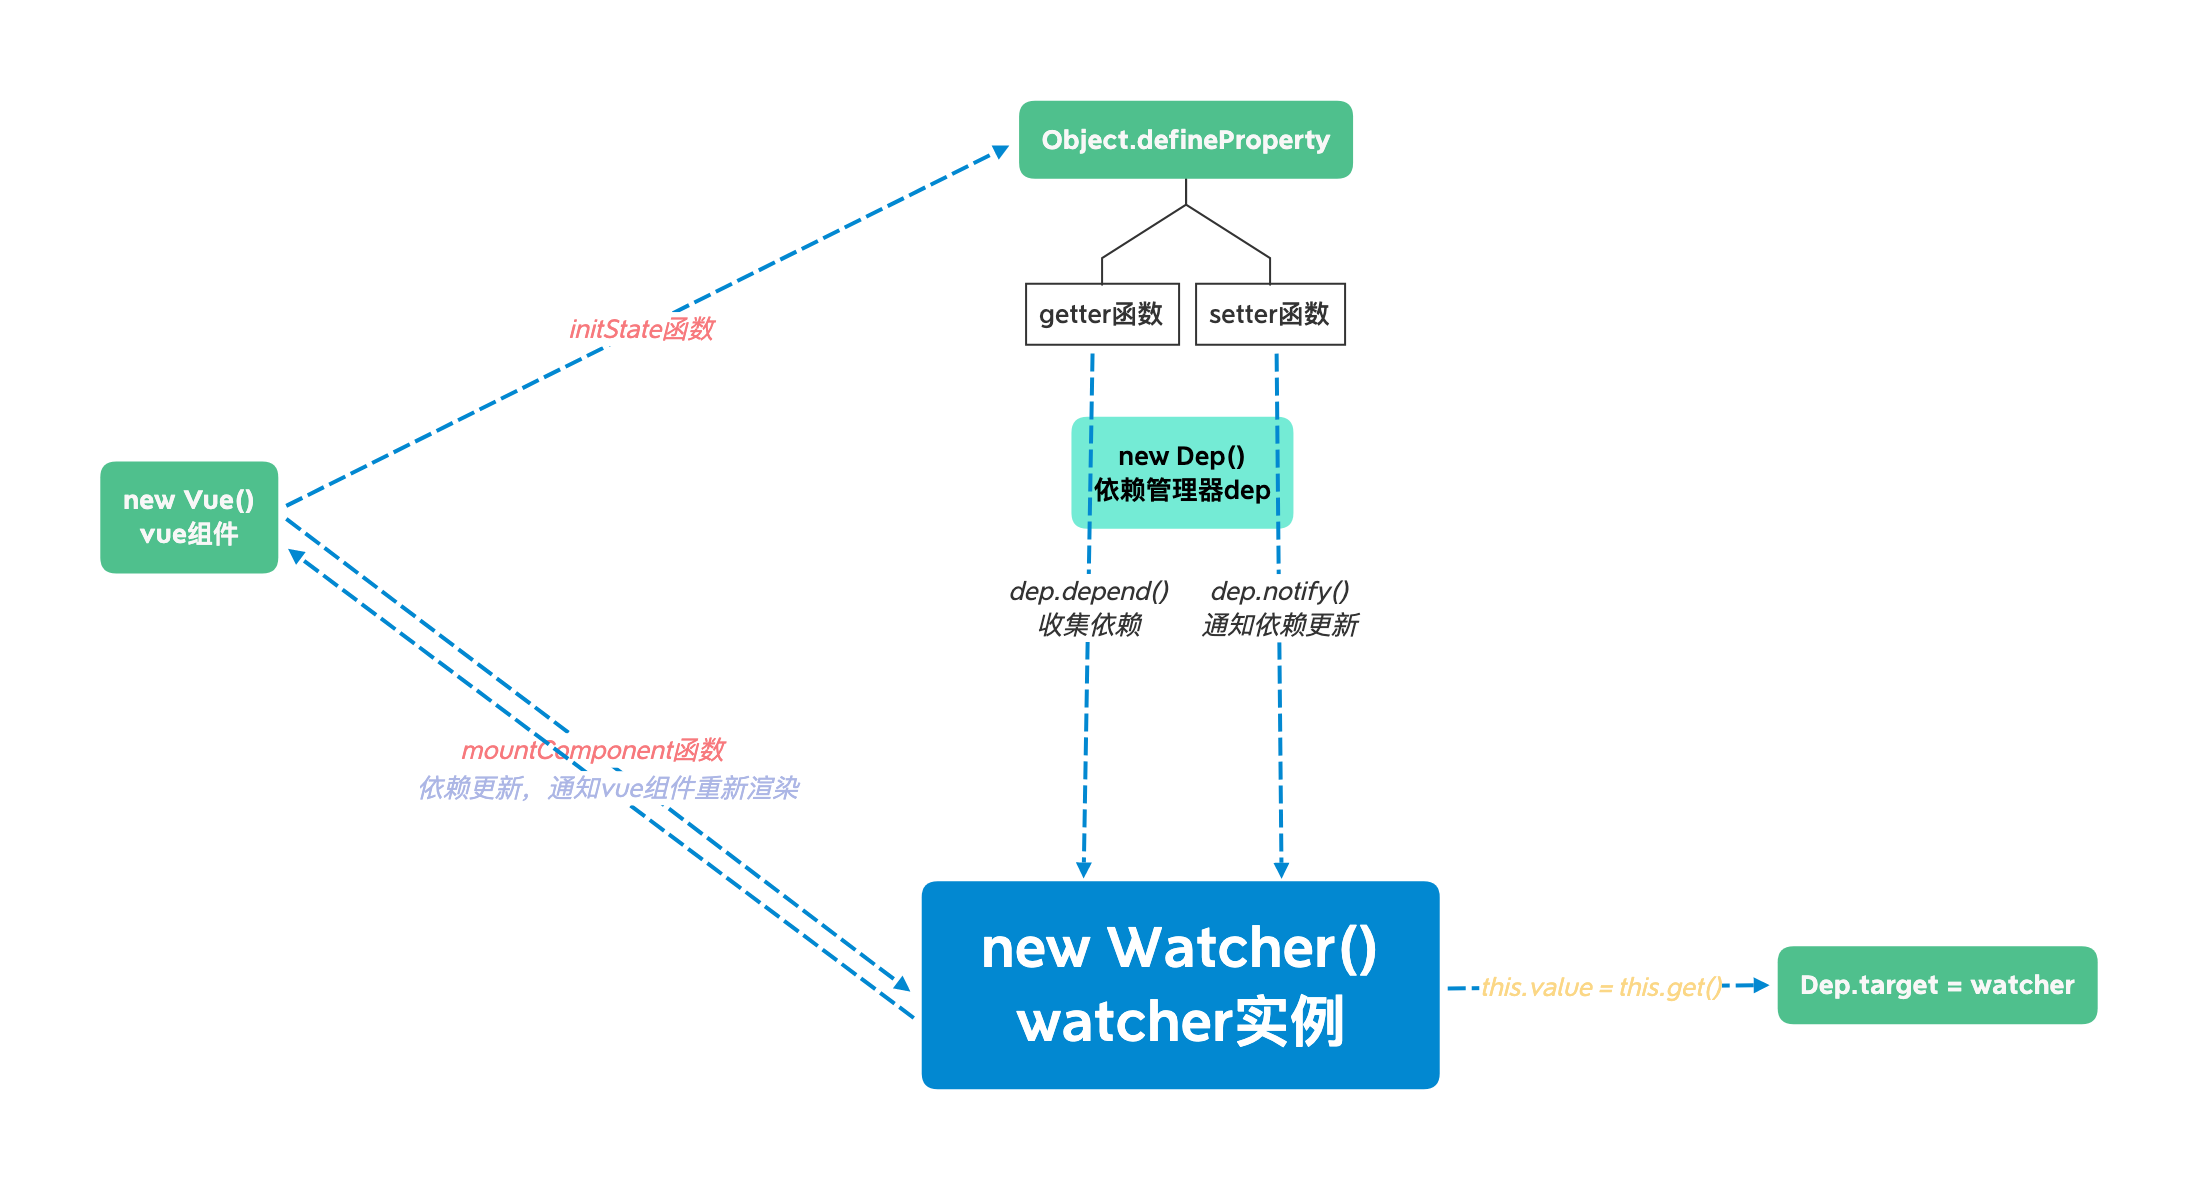 Object.defineProperty
getter函数
setter函数
initState函数
new Dep()
依赖管理器dep
new Vue()
vue组件
dep.depend()
收集依赖
dep.notify()
通知依赖更新
mountComponent函数
依赖更新，通知vue组件重新渲染
new Watcher()
watcher实例
this.value = this.get()
Dep.target = watcher